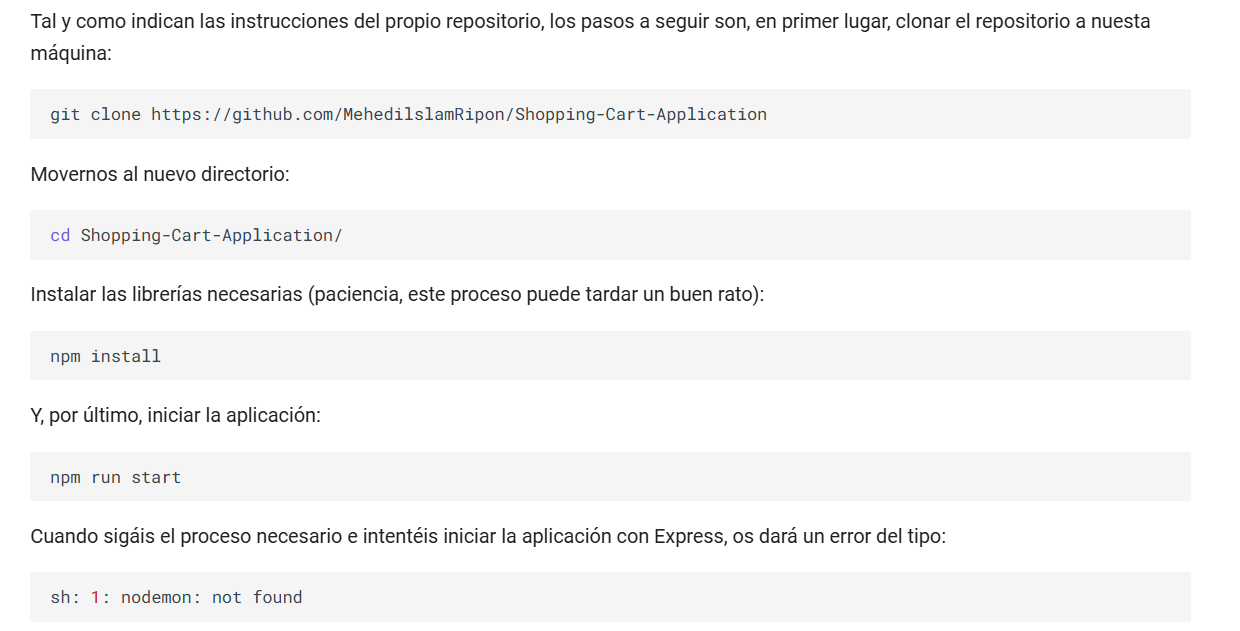 Tal y como indican las instrucciones del propio repositorio, los pasos a seguir son, en primer lugar, clonar el repositorio a nuesta
máquina:
git clone https://github.com/MehedilslamRipon/Shopping-Cart-Application
Movernos al nuevo directorio:
cd Shopping-Cart-Application/
Instalar las librerías necesarias (paciencia, este proceso puede tardar un buen rato):
npm install
Y, por último, iniciar la aplicación:
npm run start
Cuando sigáis el proceso necesario e intentéis iniciar la aplicación con Express, os dará un error del tipo:
sh: 1: nodemon: not found